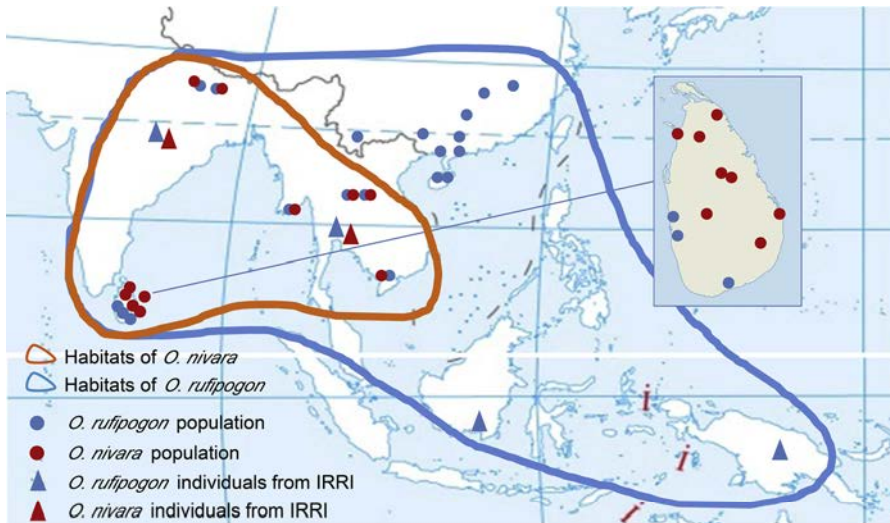 Habitats of O. nivara
Habitats of O. rufipogon
O. rufipogon population
O. nivara population
O. rufipogon individuals from IRRI
O. nivara individuals from IRRI